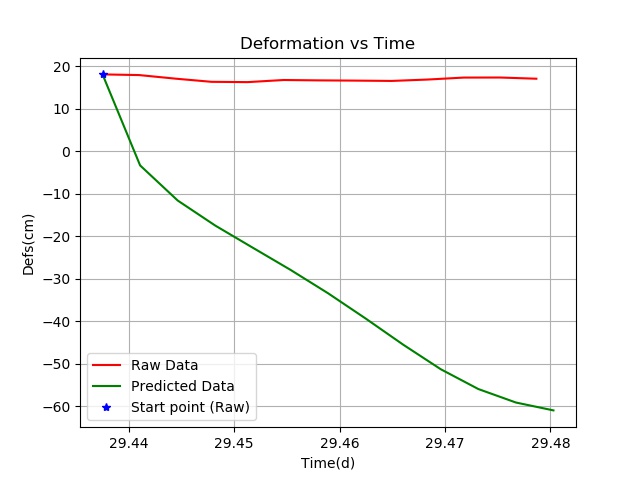 Deformation vs Time
Defs(cm)
20
10
0
−10
−20
−30
−40
−50
−60
Raw Data
Predicted Data
Start point (Raw)
29.44 29.45 29.46 29.47 29.48
Time(d)